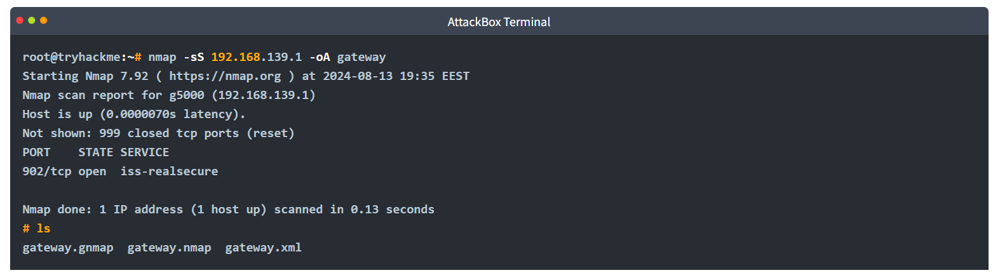 AttackBox Terminal
root@tryhackme:~# nmap -sS 192.168.139.1 -oA gateway
Starting Nmap 7.92 ( https://nmap.org ) at 2024-08-13 19:35 EEST
Nmap scan report for g5000 (192.168.139.1)
Host is up (0.0000070s latency).
Not shown: 999 closed tcp ports (reset)
PORT    STATE SERVICE
902/tcp open  iss-realsecure
Nmap done: 1 IP address (1 host up) scanned in 0.13 seconds
# ls
gateway.gnmap  gateway.nmap  gateway.xml